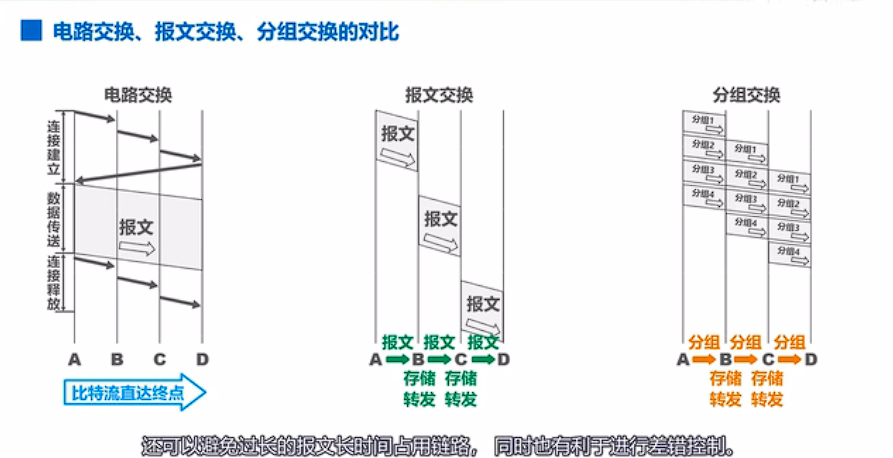 电路交换、报文交换、分组交换的对比
电路交换
连接建立
数据传送
连接释放
报文
A B C D
比特流直达终点
报文交换
报文
报文
报文
报文 报文 报文
A B C D
存储 存储
转发 转发
分组交换
分组1
分组2 分组1
分组3 分组2 分组1
分组4 分组3 分组2
分组4 分组3
分组4
分组 分组 分组
A B C D
存储 存储
转发 转发
还可以避免过长的报文长时间占用链路， 同时也有利于进行差错控制。